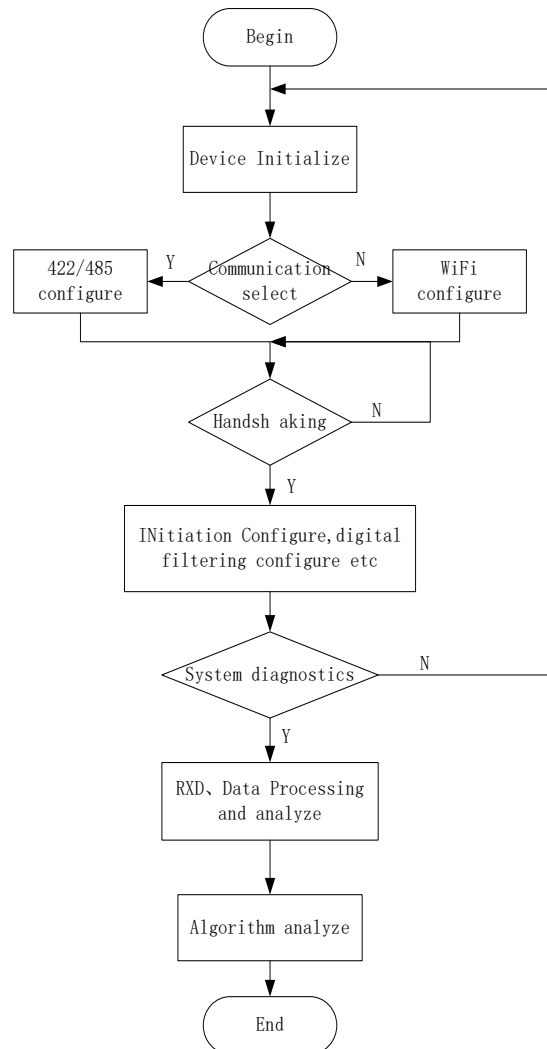 Begin
Device Initialize
Y
Communication
select
N
422/485
configure
WiFi
configure
Handsh aking
N
Y
INitiation Configure,digital
filtering configure etc
System diagnostics
N
Y
RXD、Data Processing
and analyze
Algorithm analyze
End